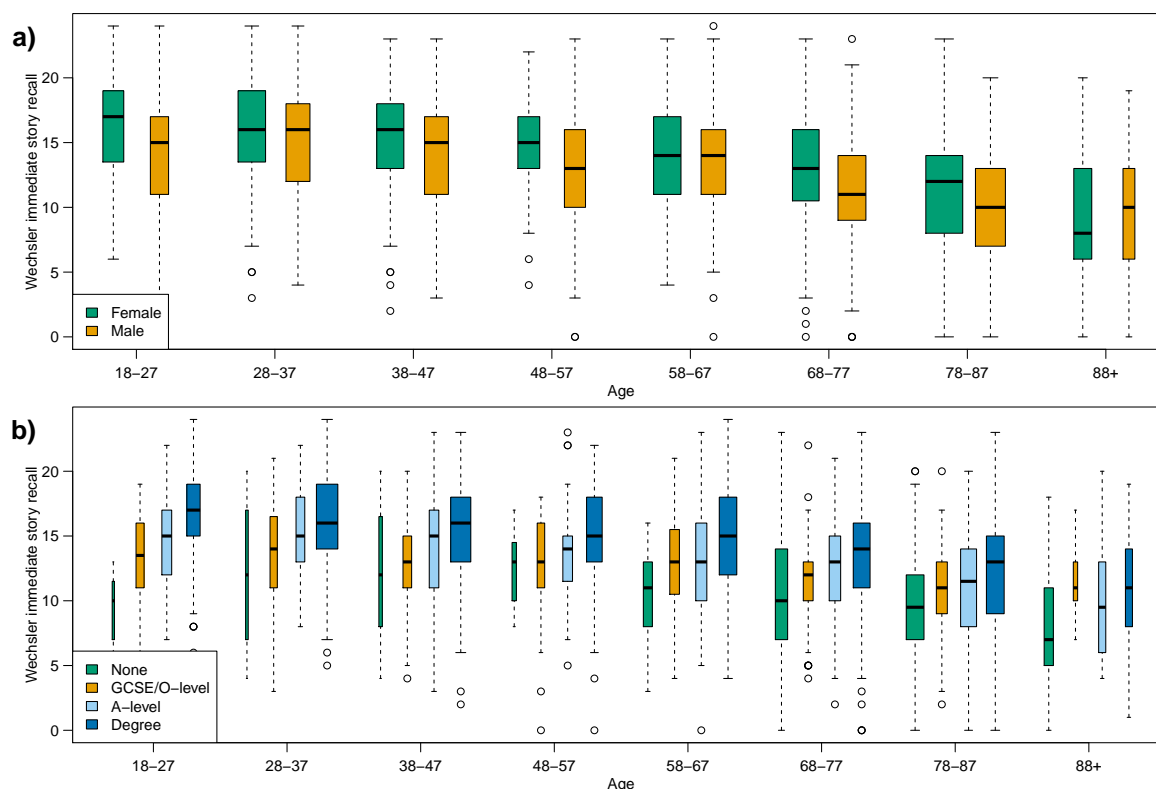 a)
Wechsler immediate story recall
20
15
10
5
0
Female
Male
18–27 28–37 38–47 48–57 58–67 68–77 78–87 88+
Age
b)
Wechsler immediate story recall
20
15
10
5
0
None
GCSE/O−level
A−level
Degree
18–27 28–37 38–47 48–57 58–67 68–77 78–87 88+
Age